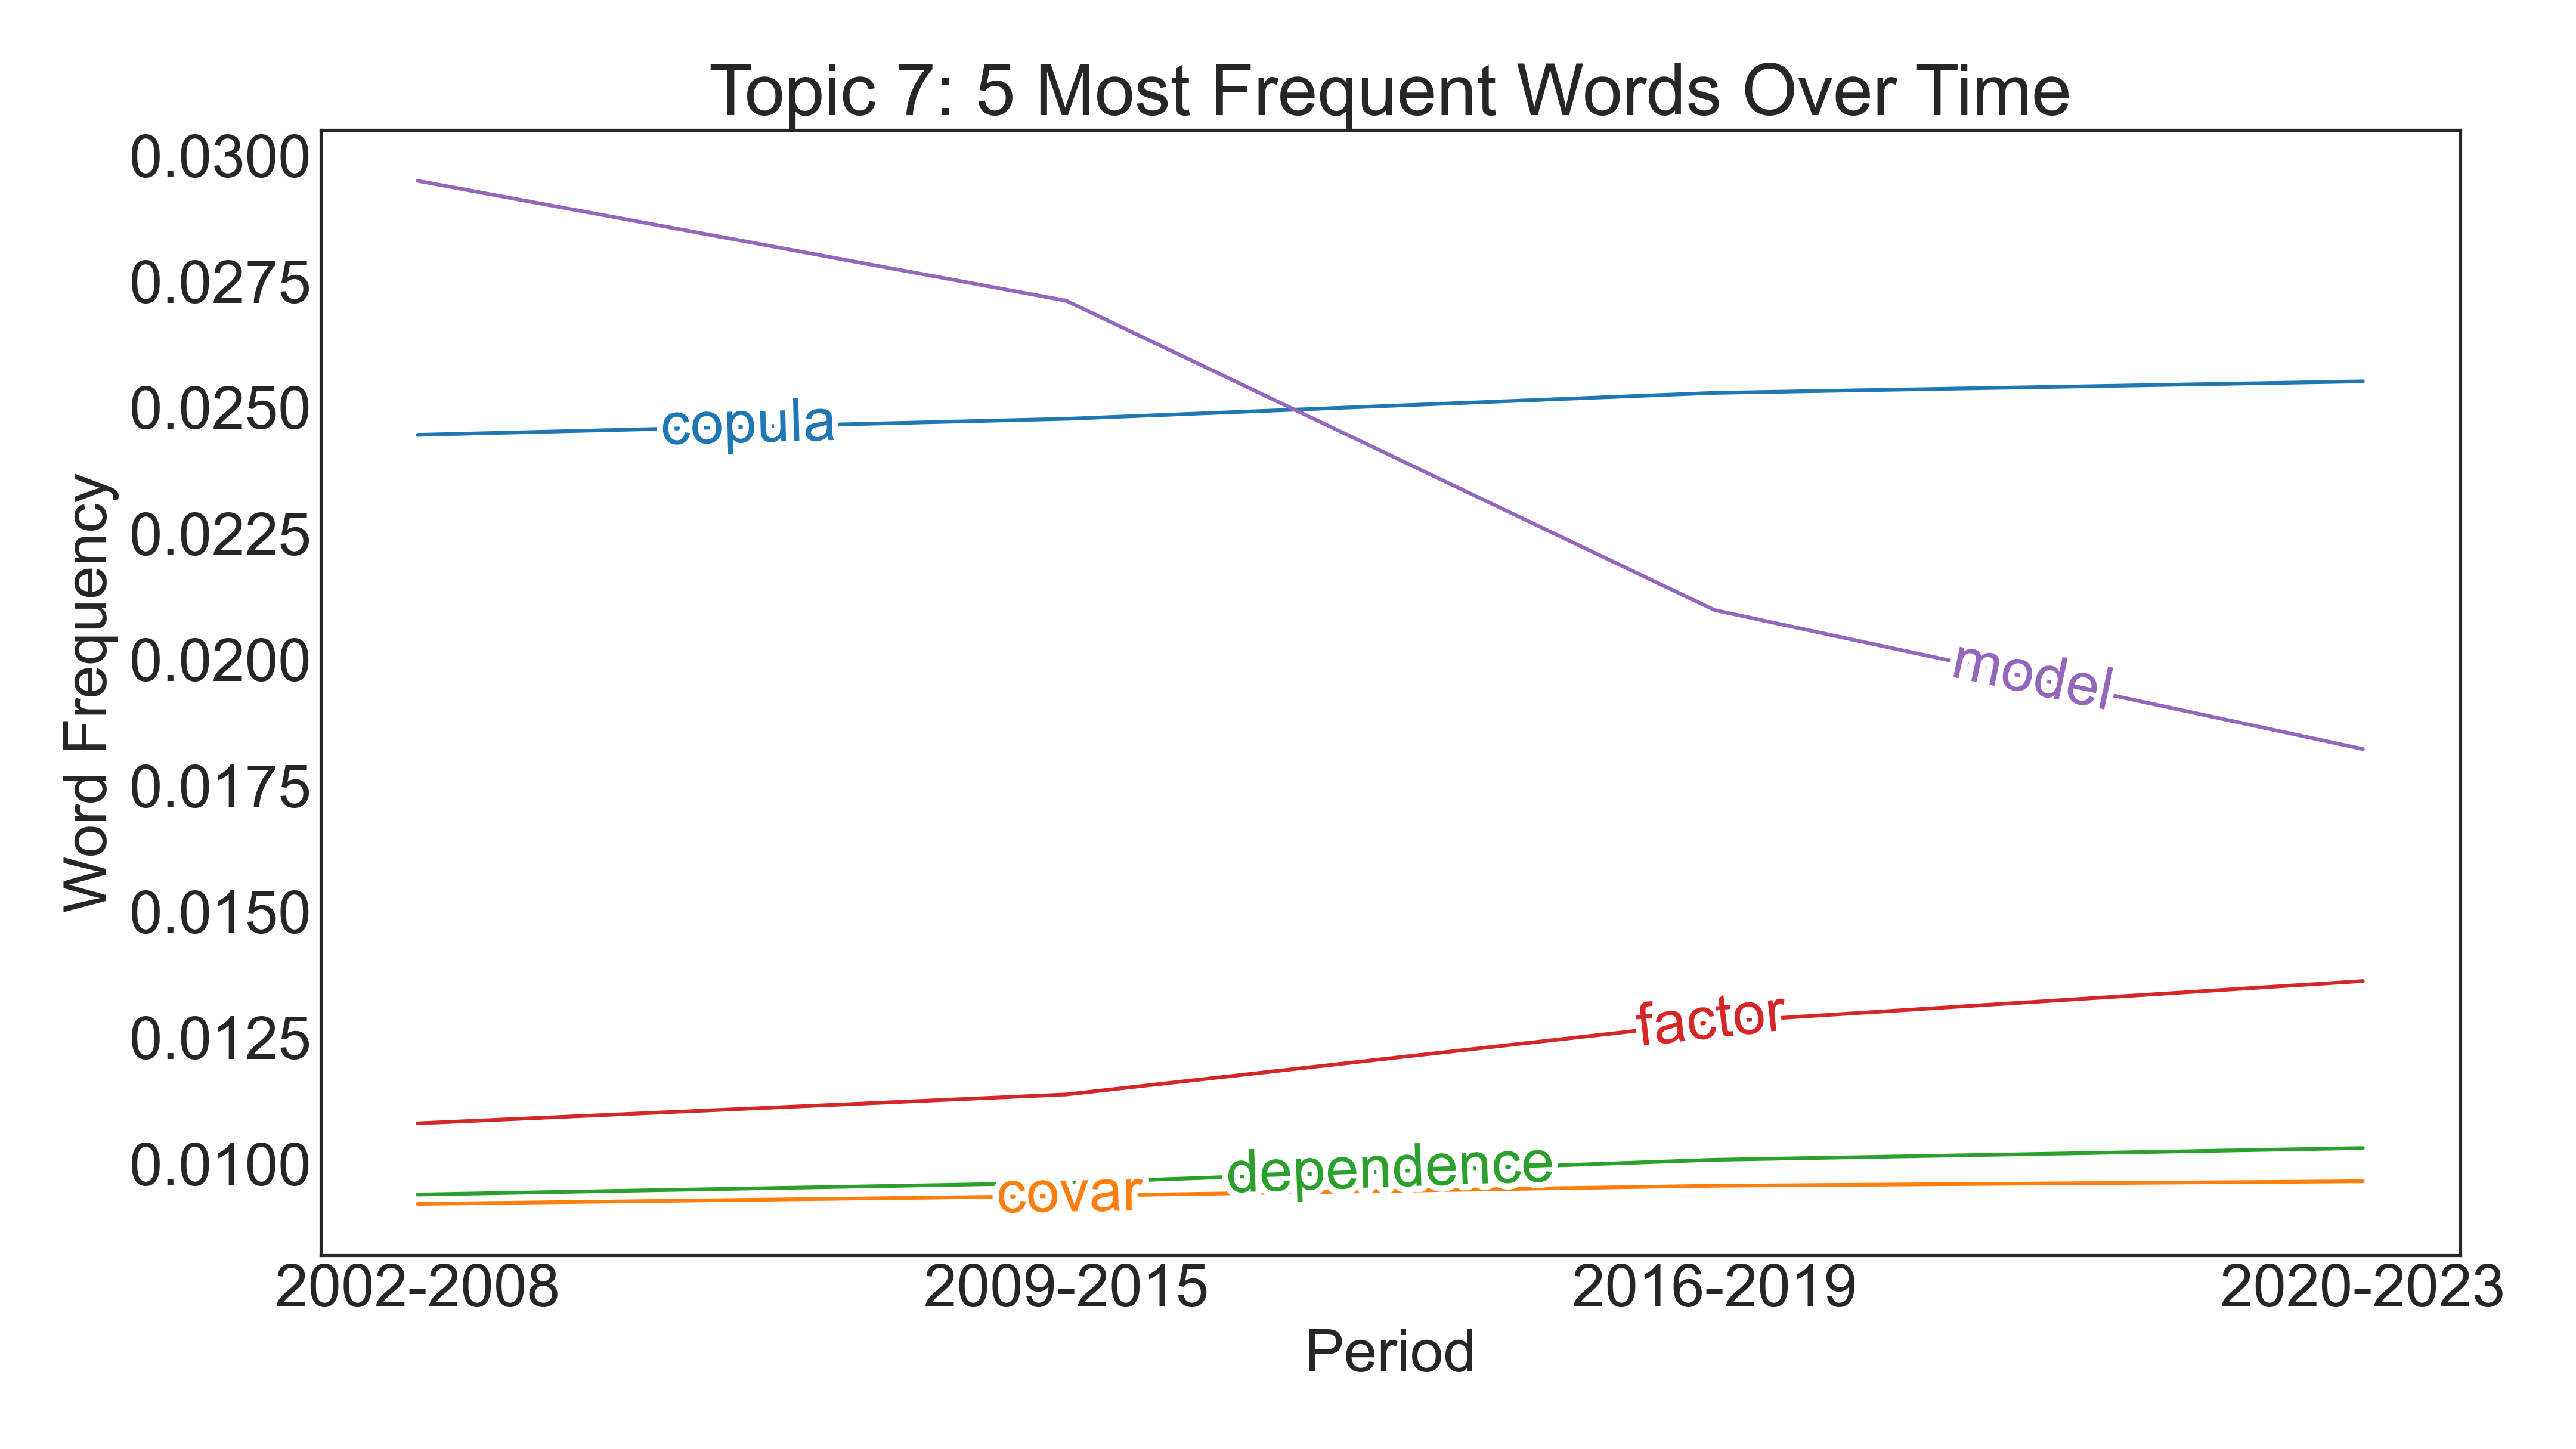 Topic 7: 5 Most Frequent Words Over Time
0.0300
0.0275
0.0250
0.0225
0.0200
0.0175
0.0150
0.0125
0.0100
Word Frequency
copula
model
factor
dependence
covar
2002-2008 2009-2015 2016-2019 2020-2023
Period